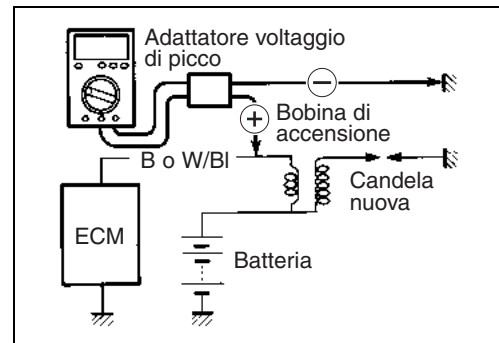 Adattatore voltaggio
di picco
−
+
Bobina di
accensione
B o W/Bl
Candela
nuova
ECM
Batteria